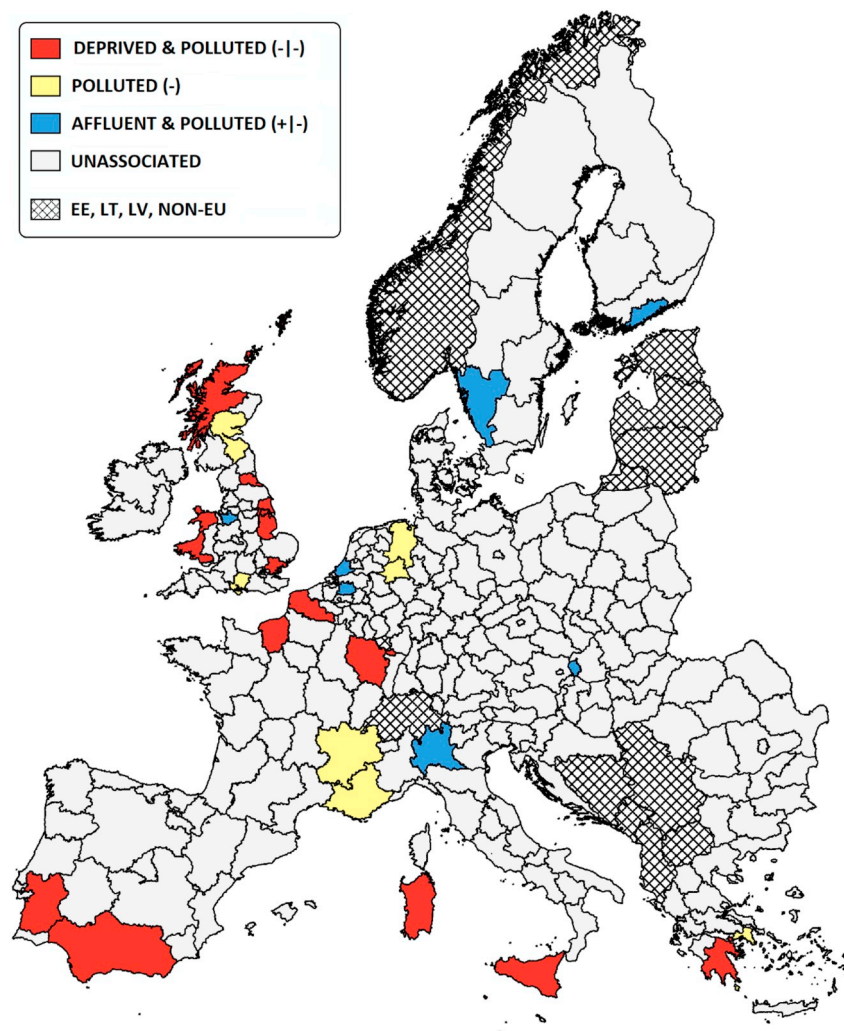 DEPRIVED & POLLUTED (-|-)
POLLUTED (-)
AFFLUENT & POLLUTED (+|-)
UNASSOCIATED
EE, LT, LV, NON-EU